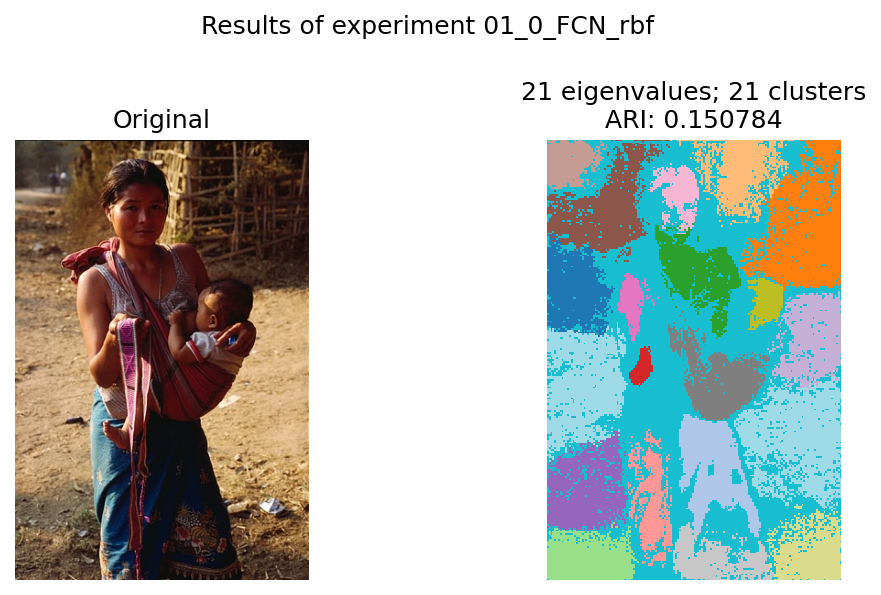 Results of experiment 01_0_FCN_rbf
Original
21 eigenvalues; 21 clusters
ARI: 0.150784